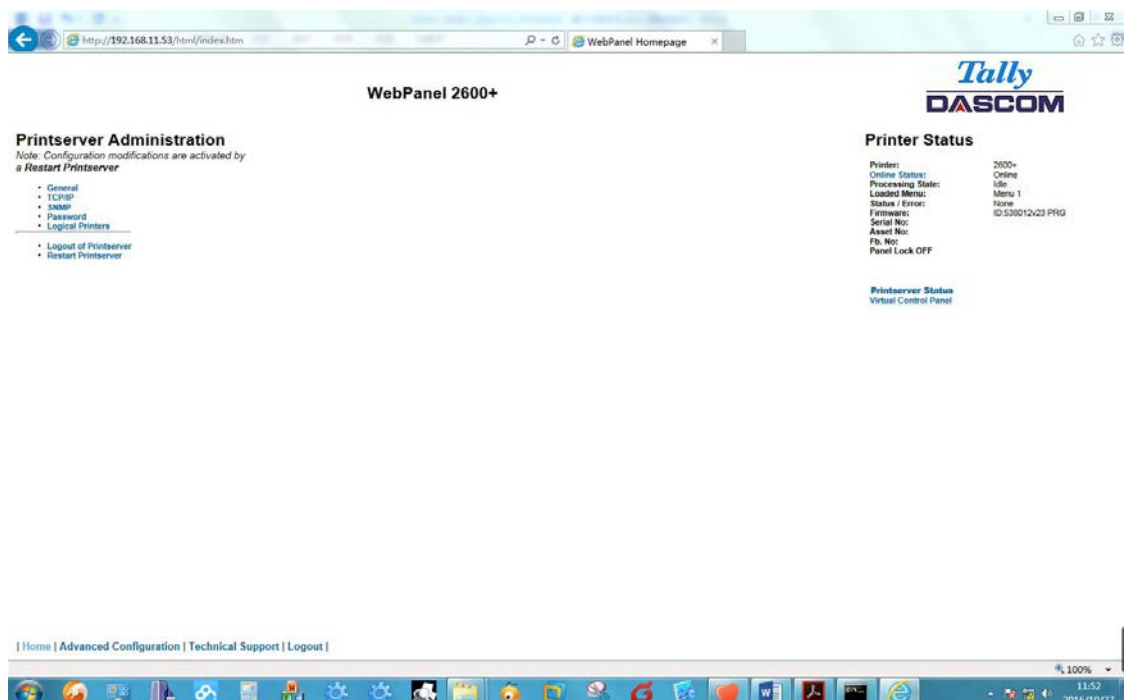 http://192.168.11.53/html/index.htm
WebPanel Homepage
WebPanel 2600+
Tally
DASCOM
Printserver Administration
Note: Configuration modifications are activated by
a Restart Printserver
• General
• TCP/IP
• SNMP
• Password
• Logical Printers
• Logout of Printserver
• Restart Printserver
Printer Status
Printer: 2600+
Online Status: Online
Processing State: Idle
Loaded Menu: Menu 1
Status / Error: None
Firmware: ID:538012v23 PRG
Serial No:
Asset No:
Fb. No:
Panel Lock OFF
Printserver Status
Virtual Control Panel
| Home | Advanced Configuration | Technical Support | Logout |
100%
11:52
2016/10/27